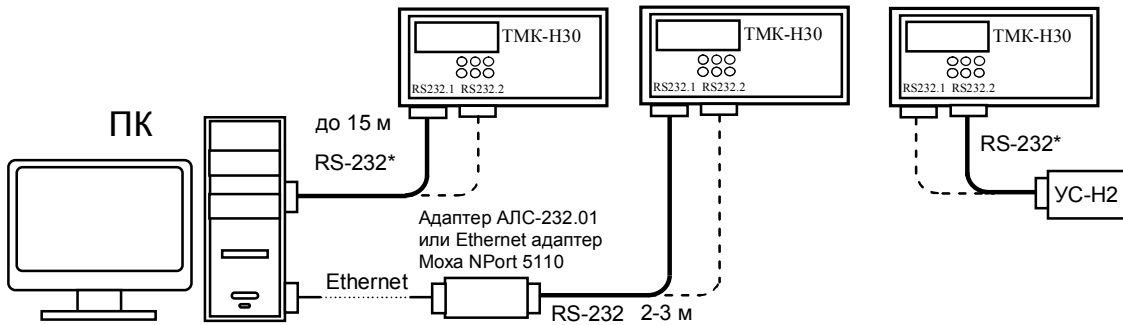 ТМК-Н30
RS232.1 RS232.2
ТМК-Н30
RS232.1 RS232.2
ТМК-Н30
RS232.1 RS232.2
ПК
до 15 м
RS-232*
RS-232*
УС-Н2
Адаптер АЛС-232.01
или Ethernet адаптер
Моха NPort 5110
Ethernet
RS-232 2-3 м